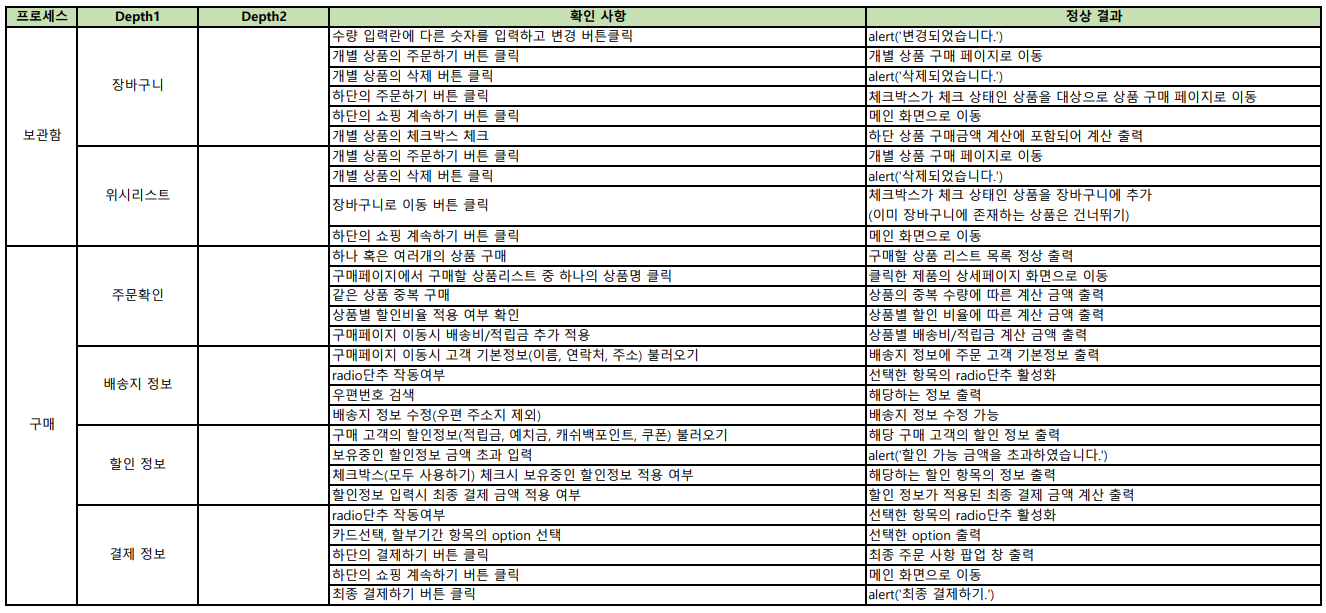 프로세스 Depth1 Depth2 확인 사항 정상 결과
보관함
장바구니
수량 입력란에 다른 숫자를 입력하고 변경 버튼클릭 alert('변경되었습니다.')
개별 상품의 주문하기 버튼 클릭 개별 상품 구매 페이지로 이동
개별 상품의 삭제 버튼 클릭 alert('삭제되었습니다.')
하단의 주문하기 버튼 클릭 체크박스가 체크 상태인 상품을 대상으로 상품 구매 페이지로 이동
하단의 쇼핑 계속하기 버튼 클릭 메인 화면으로 이동
개별 상품의 체크박스 체크 하단 상품 구매금액 계산에 포함되어 계산 출력
위시리스트
개별 상품의 주문하기 버튼 클릭 개별 상품 구매 페이지로 이동
개별 상품의 삭제 버튼 클릭 alert('삭제되었습니다.')
장바구니로 이동 버튼 클릭 체크박스가 체크 상태인 상품을 장바구니에 추가
(이미 장바구니에 존재하는 상품은 건너뛰기)
하단의 쇼핑 계속하기 버튼 클릭 메인 화면으로 이동
구매
주문확인
하나 혹은 여러개의 상품 구매 구매할 상품 리스트 목록 정상 출력
구매페이지에서 구매할 상품리스트 중 하나의 상품명 클릭 클릭한 제품의 상세페이지 화면으로 이동
같은 상품 중복 구매 상품의 중복 수량에 따른 계산 금액 출력
상품별 할인비율 적용 여부 확인 상품별 할인 비율에 따른 계산 금액 출력
구매페이지 이동시 배송비/적립금 추가 적용 상품별 배송비/적립금 계산 금액 출력
배송지 정보
구매페이지 이동시 고객 기본정보(이름, 연락처, 주소) 불러오기 배송지 정보에 주문 고객 기본정보 출력
radio단추 작동여부 선택한 항목의 radio단추 활성화
우편번호 검색 해당하는 정보 출력
배송지 정보 수정(우편 주소지 제외) 배송지 정보 수정 가능
할인 정보
구매 고객의 할인정보(적립금, 예치금, 캐쉬백포인트, 쿠폰) 불러오기 해당 구매 고객의 할인 정보 출력
보유중인 할인정보 금액 초과 입력 alert('할인 가능 금액을 초과하였습니다.')
체크박스(모두 사용하기) 체크시 보유중인 할인정보 적용 여부 해당하는 할인 항목의 정보 출력
할인정보 입력시 최종 결제 금액 적용 여부 할인 정보가 적용된 최종 결제 금액 계산 출력
결제 정보
radio단추 작동여부 선택한 항목의 radio단추 활성화
카드선택, 할부기간 항목의 option 선택 선택한 option 출력
하단의 결제하기 버튼 클릭 최종 주문 사항 팝업 창 출력
하단의 쇼핑 계속하기 버튼 클릭 메인 화면으로 이동
최종 결제하기 버튼 클릭 alert('최종 결제하기.')